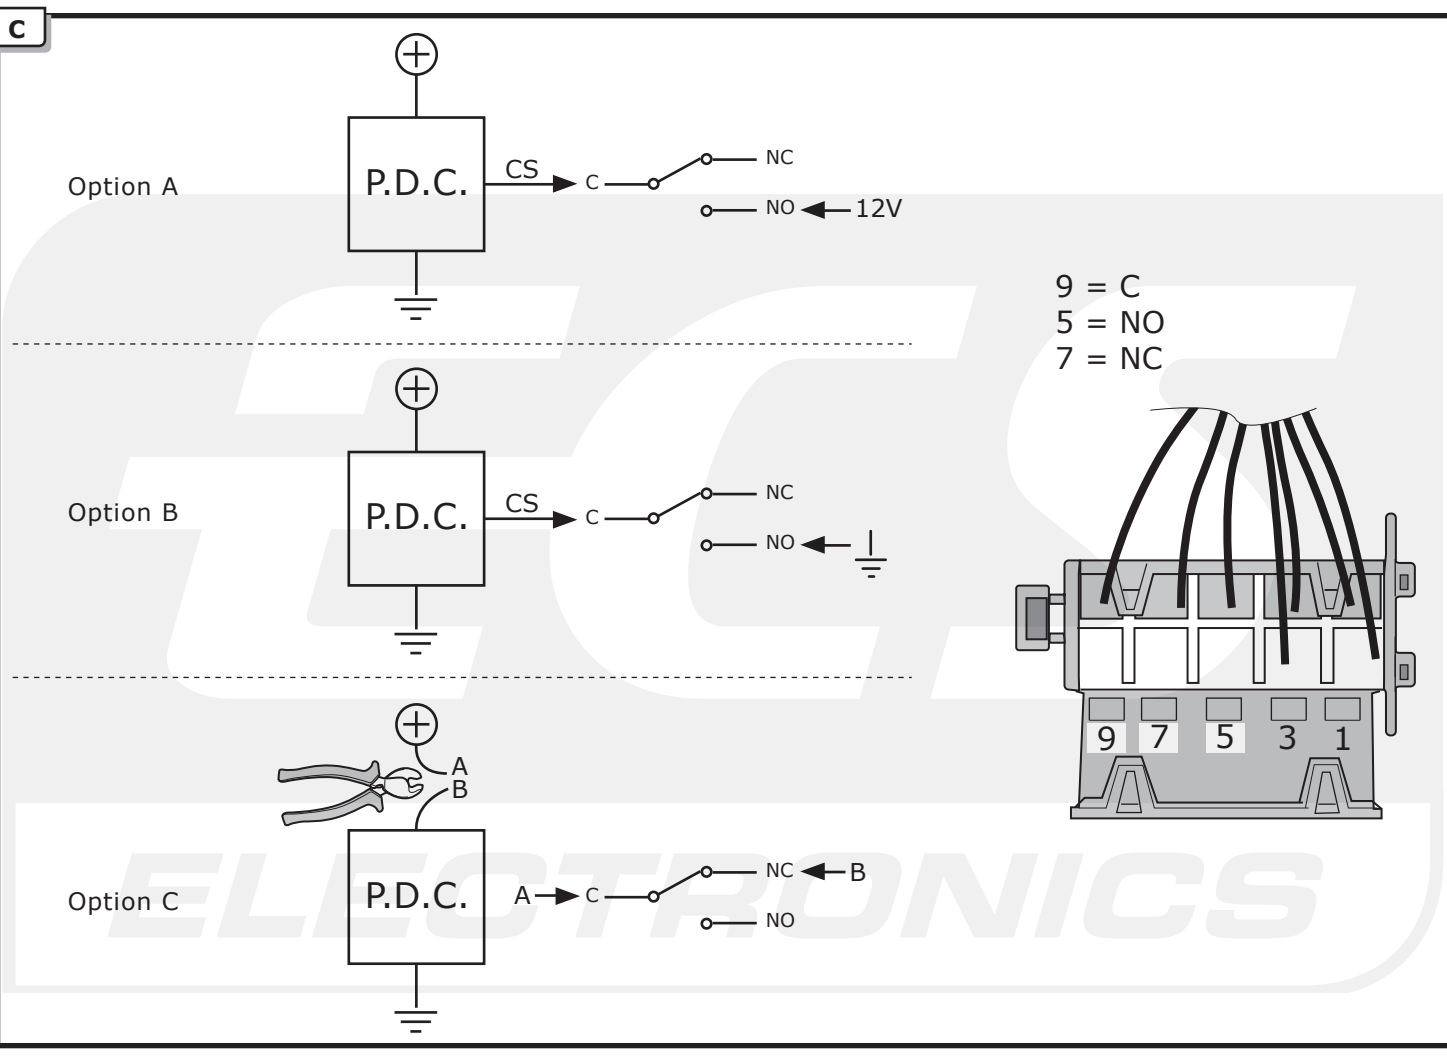 C
Option A
P.D.C.
CS
C
NC
NO
12V
9 = C
5 = NO
7 = NC
Option B
P.D.C.
CS
C
NC
NO
9 7 5 3 1
A
B
Option C
P.D.C.
A
C
NC
B
NO
ecs
ELECTRONICS